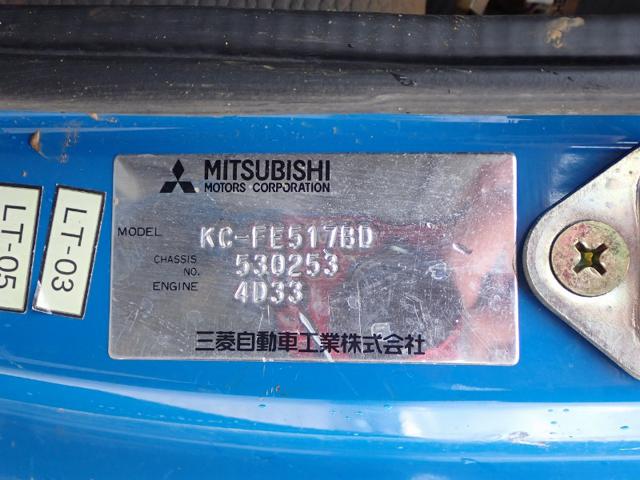 MITSUBISHI
MOTORS CORPORATION
MODEL KC-FE517BD
CHASSIS NO. 530253
ENGINE 4D33
三菱自動車工業株式会社
LT-05
LT-03